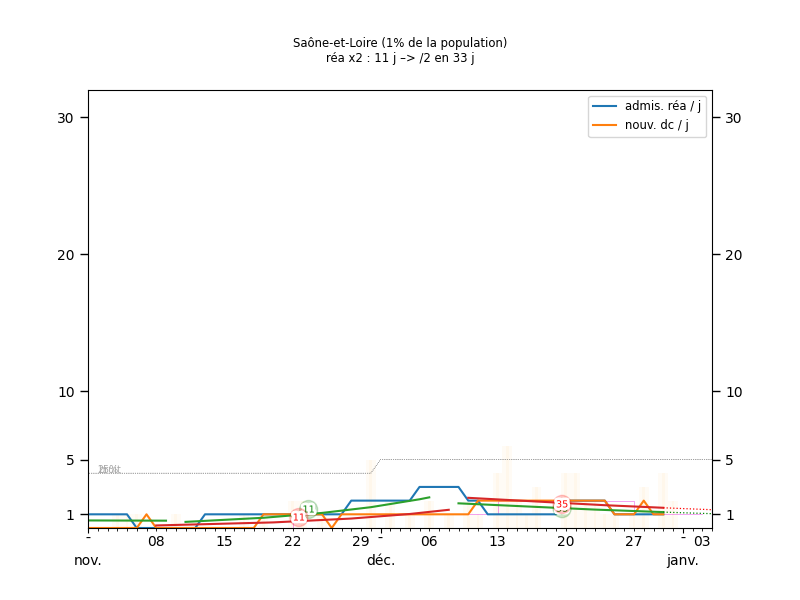 Saône-et-Loire (1% de la population)
réa x2 : 11 j –> /2 en 33 j
admis. réa / j
nouv. dc / j
30 30
20 20
10 10
5 5
1 1
11
11
35
- 08 15 22 29 - 06 13 20 27 - 03
nov. déc. janv.